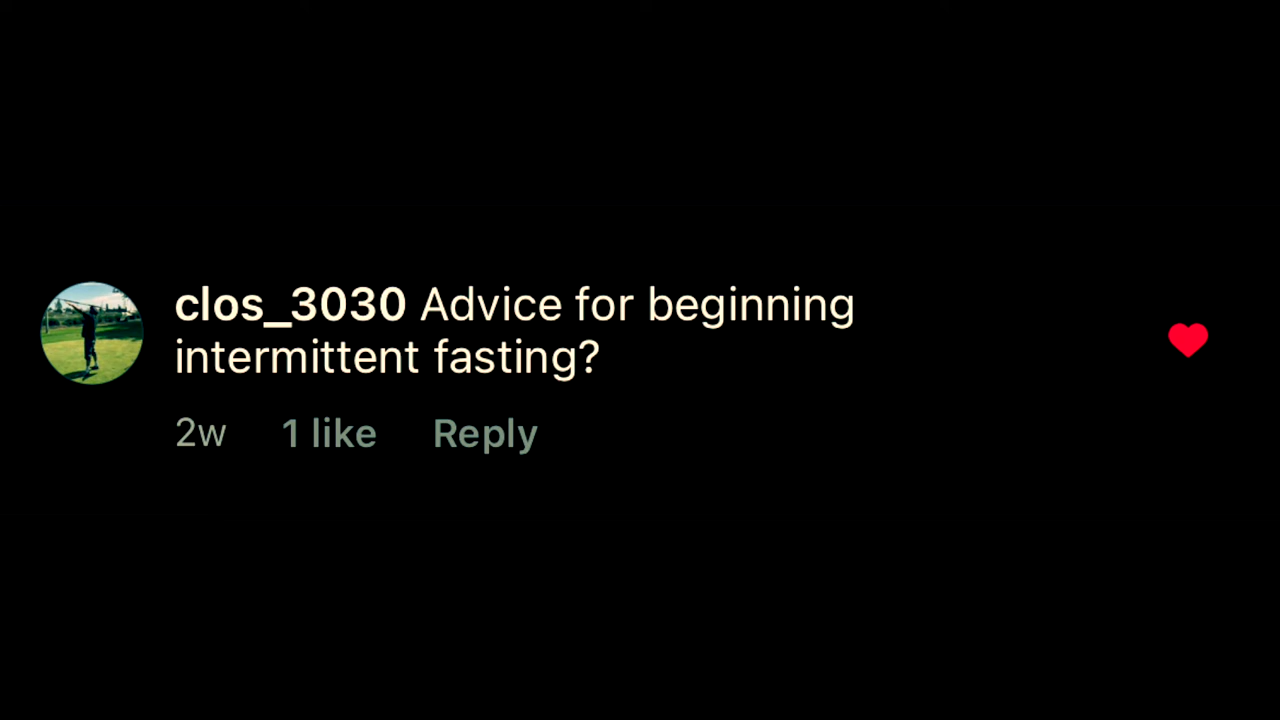 clos_3030 Advice for beginning
intermittent fasting?
2w 1 like Reply